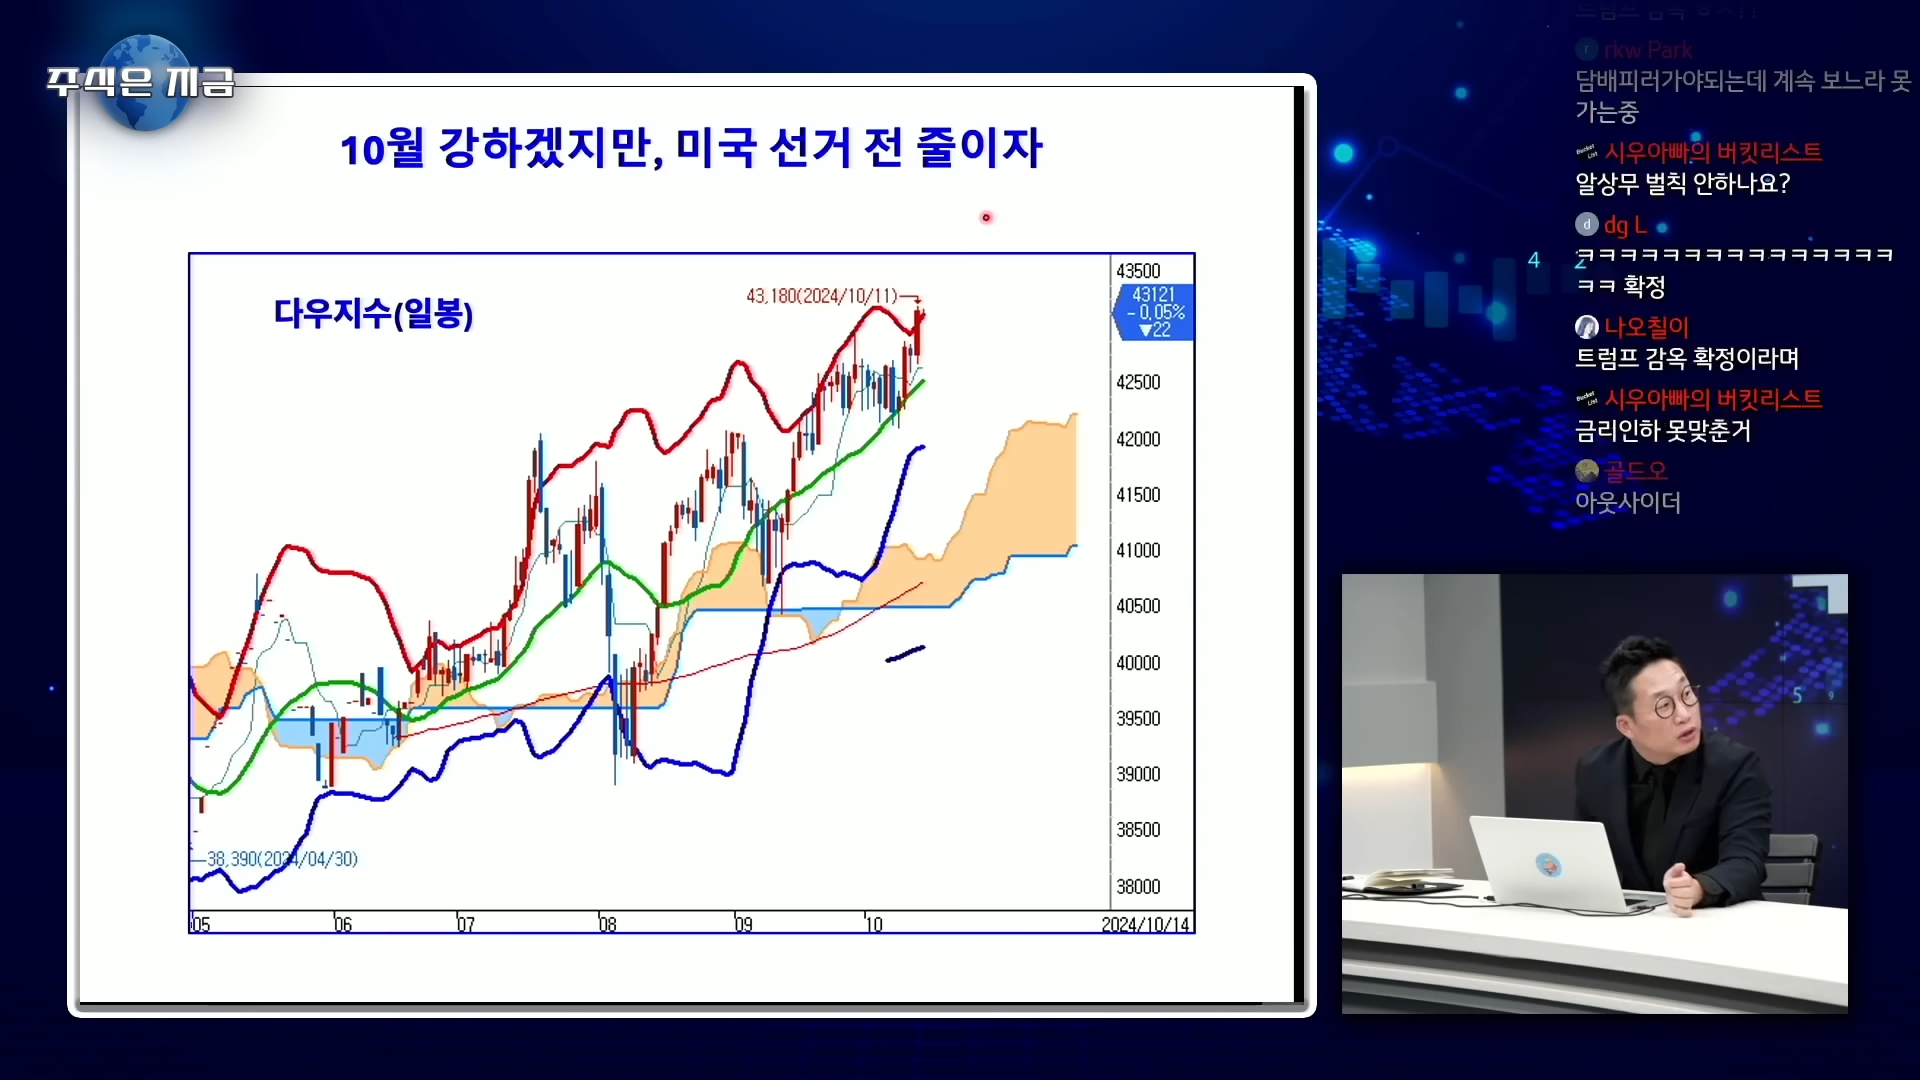 주식은 지금
10월 강하겠지만, 미국 선거 전 줄이자
다우지수(일봉)
43,180(2024/10/11)
38,390(2024/04/30)
43500
43121
- 0,05%
▼22
42500
42000
41500
41000
40500
40000
39500
39000
38500
38000
05
06
07
08
09
10
2024/10/14
rkw Park
담배피러가야되는데 계속 보느라 못
가는중
시우아빠의 버킷리스트
알상무 벌칙 안하나요?
d dg L
ㅋㅋㅋㅋㅋㅋㅋㅋㅋㅋㅋㅋㅋㅋㅋ
ㅋㅋ 확정
나오칠이
트럼프 감옥 확정이라며
시우아빠의 버킷리스트
금리인하 못맞춘거
골드오
아웃사이더
4
2
5
9